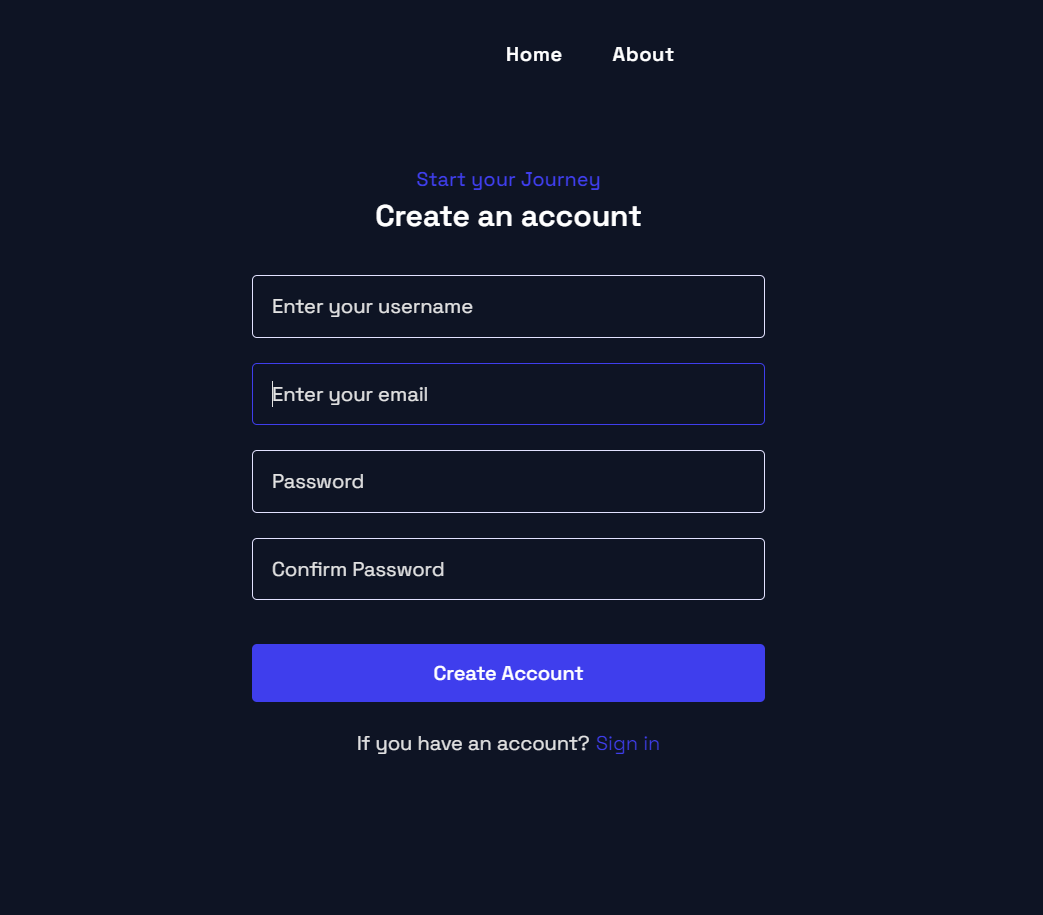 Home About
Start your Journey
Create an account
Enter your username
Enter your email
Password
Confirm Password
Create Account
If you have an account? Sign in